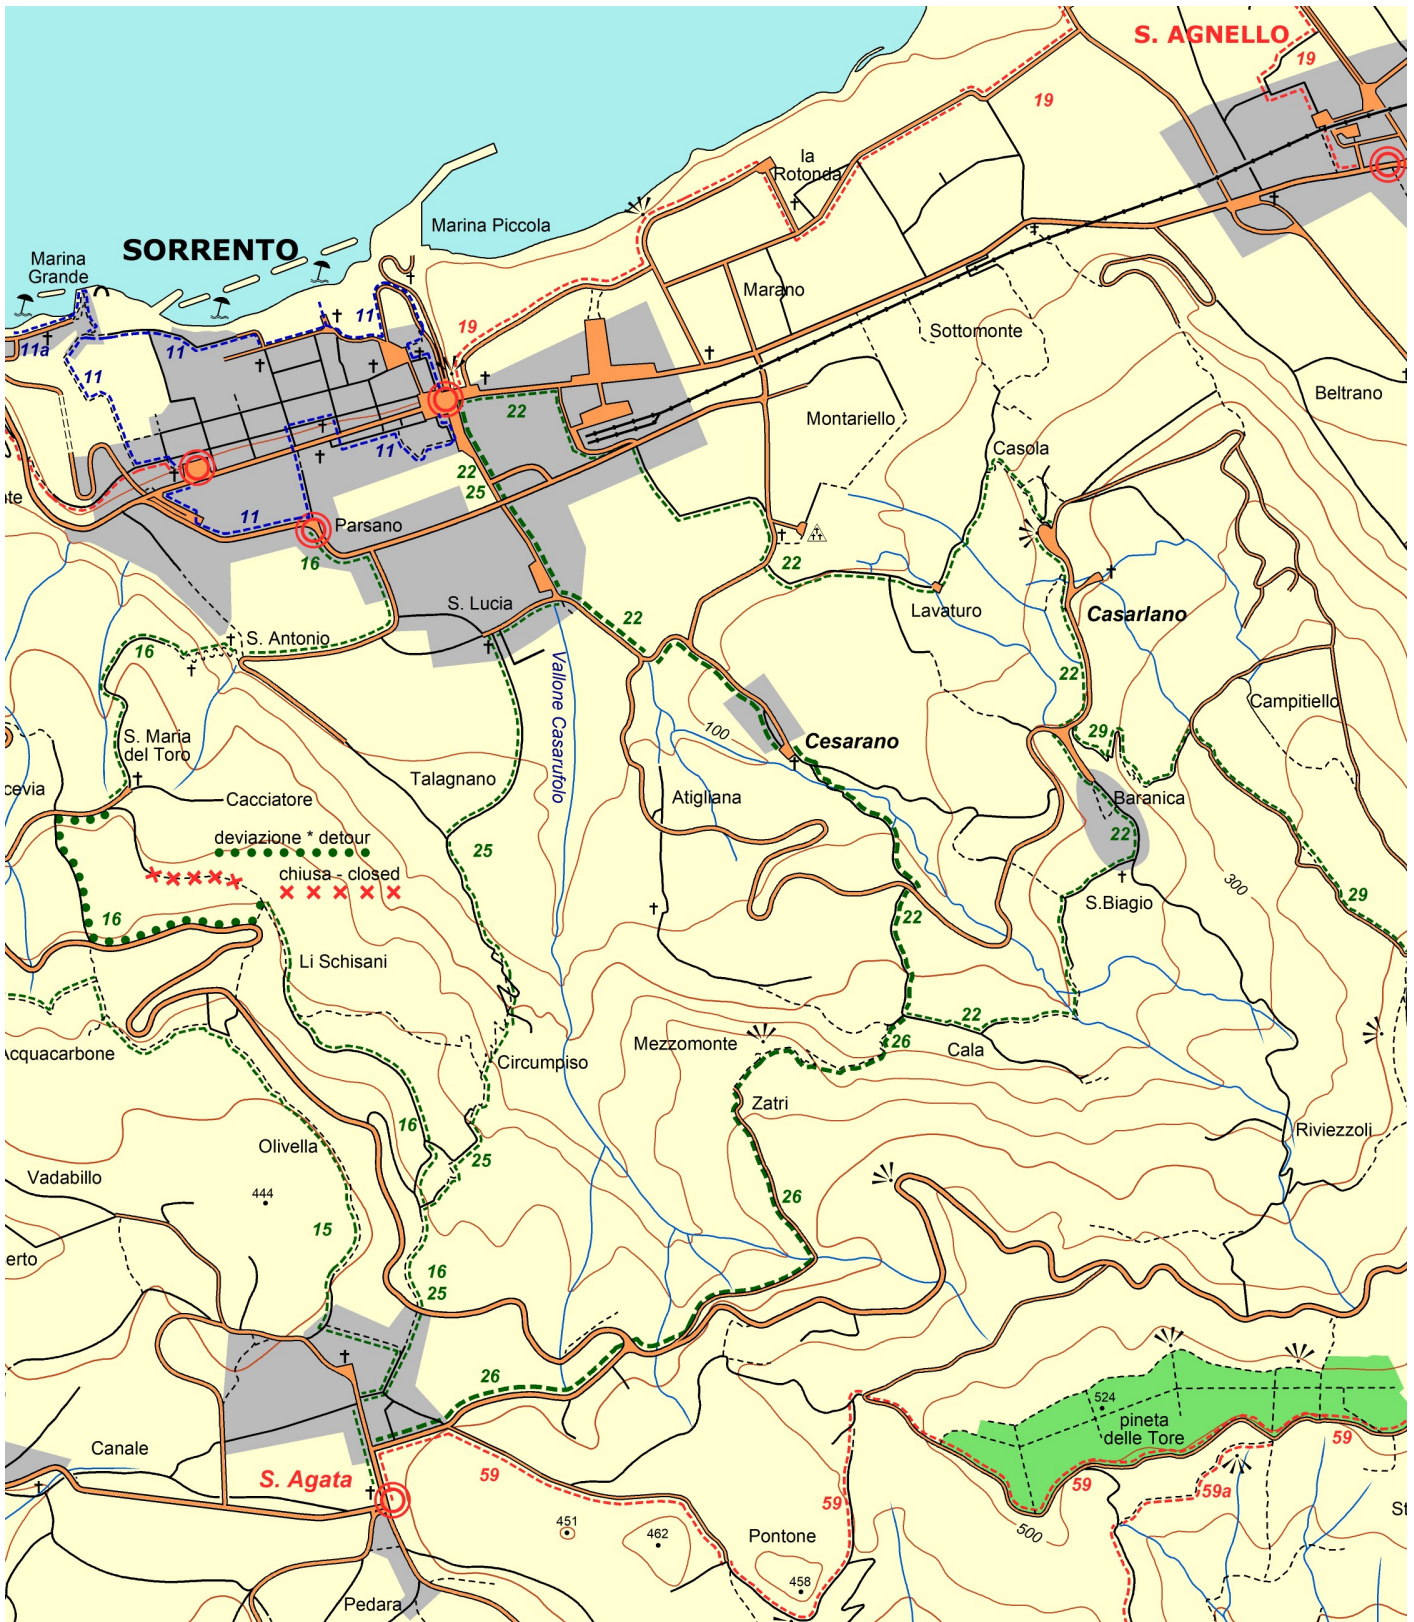 S. AGNELLO
19
19
la
Rotonda
Marina Piccola
SORRENTO
Marina
Grande
Marano
11
19
Sottomonte
11a
11
11
Beltrano
22
Montariello
11
Casola
22
25
11
Parsano
16
22
S. Lucia
Lavaturo
Casarlano
22
S. Antonio
16
22
Vallone Casarufolo
Campitiello
S. Maria
del Toro
100
29
Cesarano
Talagnano
cevia
Cacciatore
Atigliana
Baranica
deviazione * detour
22
25
chiusa - closed
300
29
16
22
S.Biagio
Li Schisani
22
Acquacarbone
Mezzomonte
26
Cala
Circumpiso
Zatri
16
Olivella
25
Riviezzoli
Vadabillo
444
26
15
erto
16
25
26
524
pineta
delle Tore
Canale
59
S. Agata
59
59
59
59a
451
462
Pontone
500
St
458
Pedara